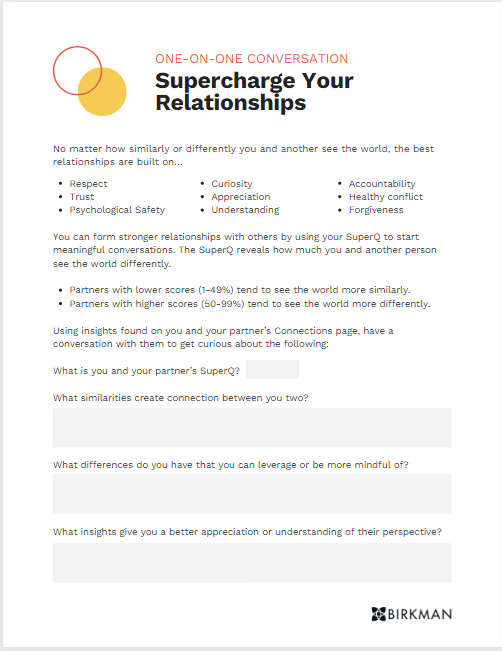 ONE-ON-ONE CONVERSATION
Supercharge Your
Relationships
No matter how similarly or differently you and another see the world, the best
relationships are built on...
• Respect
• Trust
• Psychological Safety
• Curiosity
• Appreciation
• Understanding
• Accountability
• Healthy conflict
• Forgiveness
You can form stronger relationships with others by using your SuperQ to start
meaningful conversations. The SuperQ reveals how much you and another person
see the world differently.
• Partners with lower scores (1-49%) tend to see the world more similarly.
• Partners with higher scores (50-99%) tend to see the world more differently.
Using insights found on you and your partner's Connections page, have a
conversation with them to get curious about the following:
What is you and your partner's SuperQ?
What similarities create connection between you two?
What differences do you have that you can leverage or be more mindful of?
What insights give you a better appreciation or understanding of their perspective?
BIRKMAN